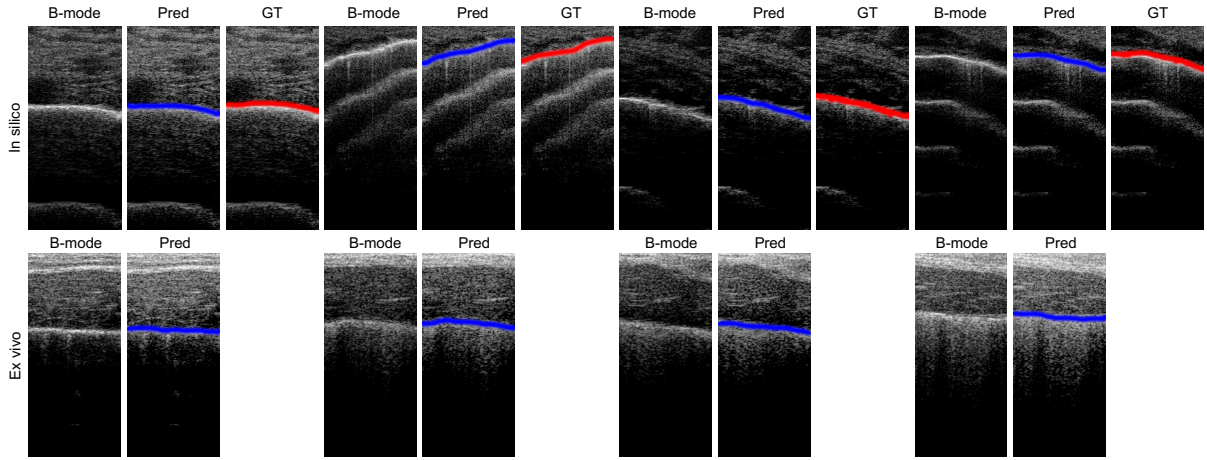 B-mode Pred GT B-mode Pred GT B-mode Pred GT B-mode Pred GT
In silico
B-mode Pred B-mode Pred B-mode Pred B-mode Pred
Ex vivo